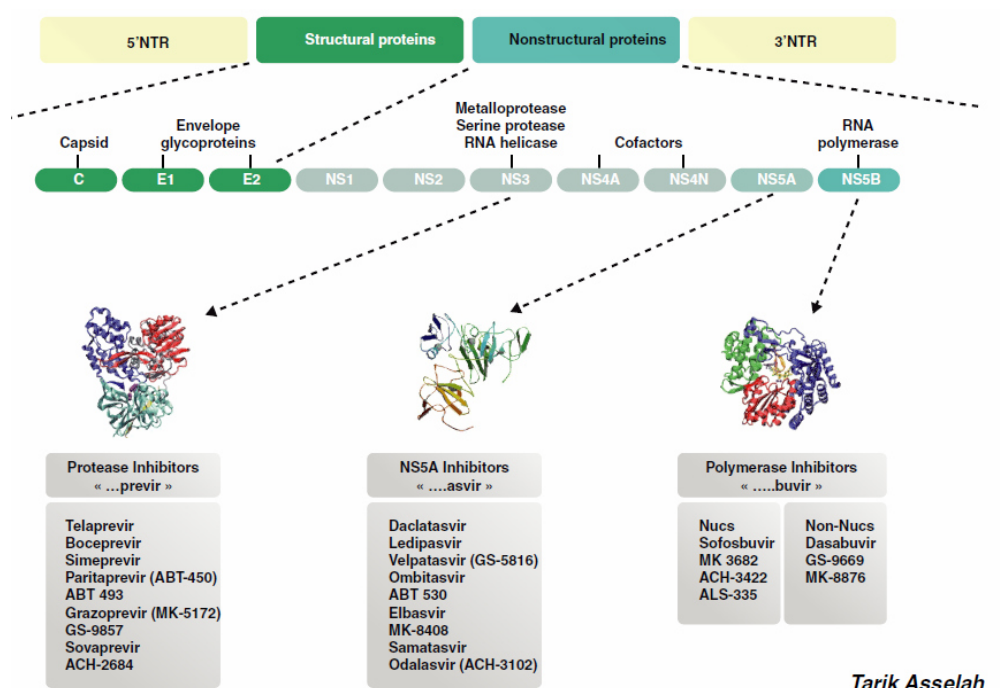 5'NTR
Structural proteins
Nonstructural proteins
3'NTR
Capsid
Envelope
glycoproteins
Metalloprotease
Serine protease
RNA helicase
Cofactors
RNA
polymerase
C
E1
E2
NS1
NS2
NS3
NS4A
NS4N
NS5A
NS5B
Protease Inhibitors
« ...previr »
Telaprevir
Boceprevir
Simeprevir
Paritaprevir (ABT-450)
ABT 493
Grazoprevir (MK-5172)
GS-9857
Sovaprevir
ACH-2684
NS5A Inhibitors
« ....asvir »
Daclatasvir
Ledipasvir
Velpatasvir (GS-5816)
Ombitasvir
ABT 530
Elbasvir
MK-8408
Samatasvir
Odalasvir (ACH-3102)
Polymerase Inhibitors
« .....buvir »
Nucs
Sofosbuvir
MK 3682
ACH-3422
ALS-335
Non-Nucs
Dasabuvir
GS-9669
MK-8876
Tarik Asselah